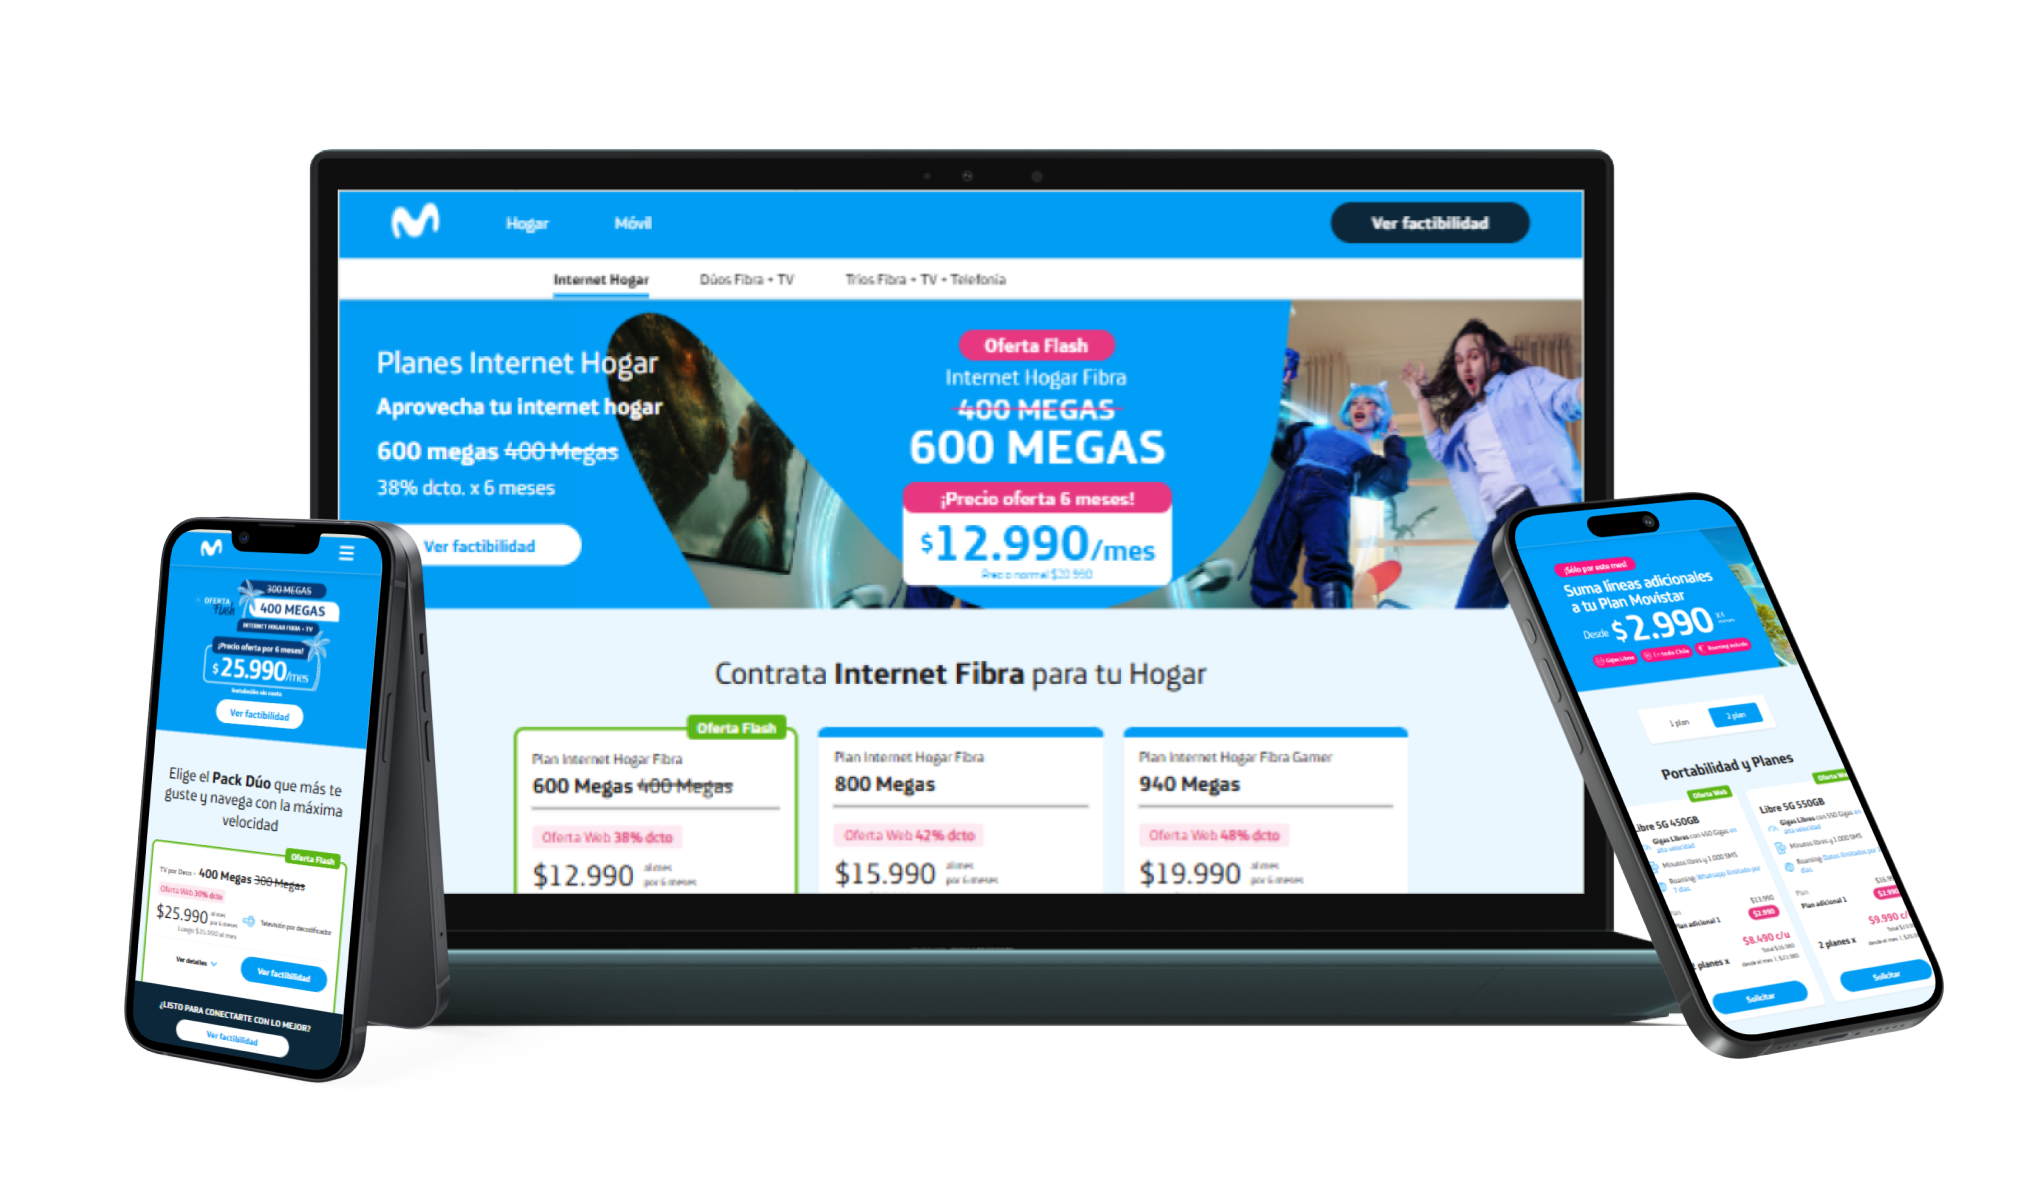 Hogar
Móvil
Ver factibilidad
Internet Hogar
Dúos Fibra + TV
Tríos Fibra + TV + Telefonía
Planes Internet Hogar
Aprovecha tu internet hogar
600 megas 400 Megas
38% dcto. x 6 meses
Ver factibilidad
Oferta Flash
Internet Hogar Fibra
400 MEGAS
600 MEGAS
¡Precio oferta 6 meses!
$12.990/mes
Precio normal $20.990
Contrata Internet Fibra para tu Hogar
Oferta Flash
Plan Internet Hogar Fibra
600 Megas 400 Megas
Oferta Web 38% dcto
$12.990 al mes
por 6 meses
Plan Internet Hogar Fibra
800 Megas
Oferta Web 42% dcto
$15.990 al mes
por 6 meses
Plan Internet Hogar Fibra Gamer
940 Megas
Oferta Web 48% dcto
$19.990 al mes
por 6 meses
OFERTA
Flash
300 MEGAS
400 MEGAS
INTERNET HOGAR FIBRA + TV
¡Precio oferta por 6 meses!
$25.990/mes
Instalación sin costo
Ver factibilidad
Elige el Pack Dúo que más te
guste y navega con la máxima
velocidad
Oferta Flash
TV por Deco + 400 Megas 300 Megas
Oferta Web 30% dcto
$25.990 al mes
por 6 meses
Luego $35.990 al mes
Televisión por decodificador
Ver detalles
Ver factibilidad
¿LISTO PARA CONECTARTE CON LO MEJOR?
Ver factibilidad
¡Sólo por este mes!
Suma líneas adicionales
a tu Plan Movistar
Desde $2.990
Gigas Libres
En todo Chile
Roaming incluido
1 plan
2 plan
Portabilidad y Planes
Oferta Web
Libre 5G 450GB
Gigas Libres con 450 Gigas en
alta velocidad
Minutos libres y 1.000 SMS
Roaming: Whatsapp ilimitado por
7 días
Plan
$13.990
Plan adicional 1
$2.990
$8.490 c/u
2 planes x
Solicitar
Oferta Web
Libre 5G 550GB
Gigas Libres con 550 Gigas en
alta velocidad
Minutos libres y 1.000 SMS
Roaming: Datos ilimitados por
días
Plan
Plan adicional 1
$2.990
$9.990 c/
2 planes x
Solicitar